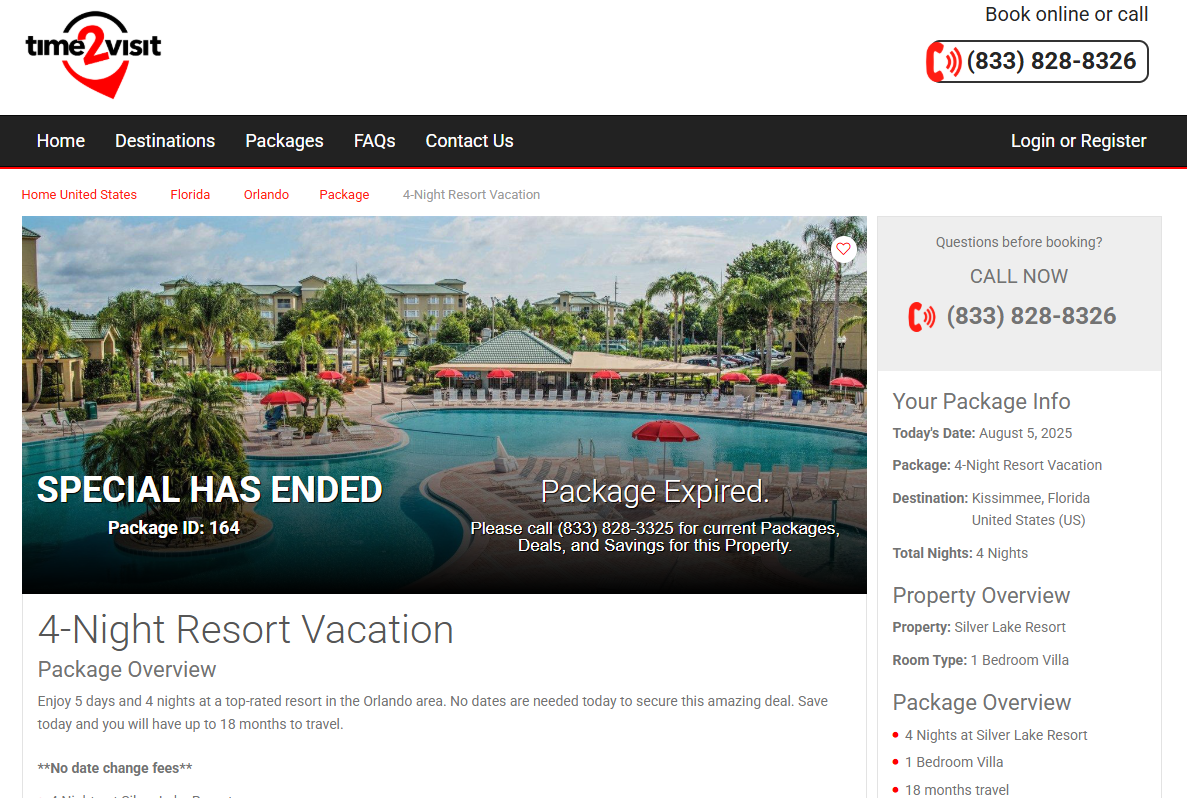 time2visit
Book online or call
(833) 828-8326
Home Destinations Packages FAQs Contact Us Login or Register
Home United States Florida Orlando Package 4-Night Resort Vacation
SPECIAL HAS ENDED
Package ID: 164
Package Expired.
Please call (833) 828-3325 for current Packages,
Deals, and Savings for this Property.
4-Night Resort Vacation
Package Overview
Enjoy 5 days and 4 nights at a top-rated resort in the Orlando area. No dates are needed today to secure this amazing deal. Save
today and you will have up to 18 months to travel.
**No date change fees**
Questions before booking?
CALL NOW
(833) 828-8326
Your Package Info
Today's Date: August 5, 2025
Package: 4-Night Resort Vacation
Destination: Kissimmee, Florida
United States (US)
Total Nights: 4 Nights
Property Overview
Property: Silver Lake Resort
Room Type: 1 Bedroom Villa
Package Overview
4 Nights at Silver Lake Resort
1 Bedroom Villa
18 months travel